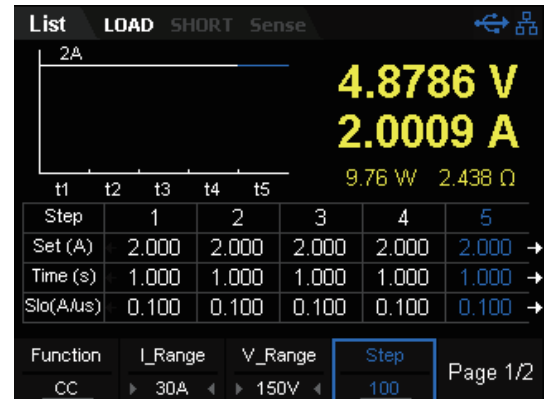 List LOAD SHORT Sense
2A
4.8786 V
2.0009 A
9.76 W 2.438 Ω
t1 t2 t3 t4 t5
Step 1 2 3 4 5
Set (A) 2.000 2.000 2.000 2.000 2.000
Time (s) 1.000 1.000 1.000 1.000 1.000
Slo(A/us) 0.100 0.100 0.100 0.100 0.100
Function I_Range V_Range Step Page 1/2
CC 30A 150V 100